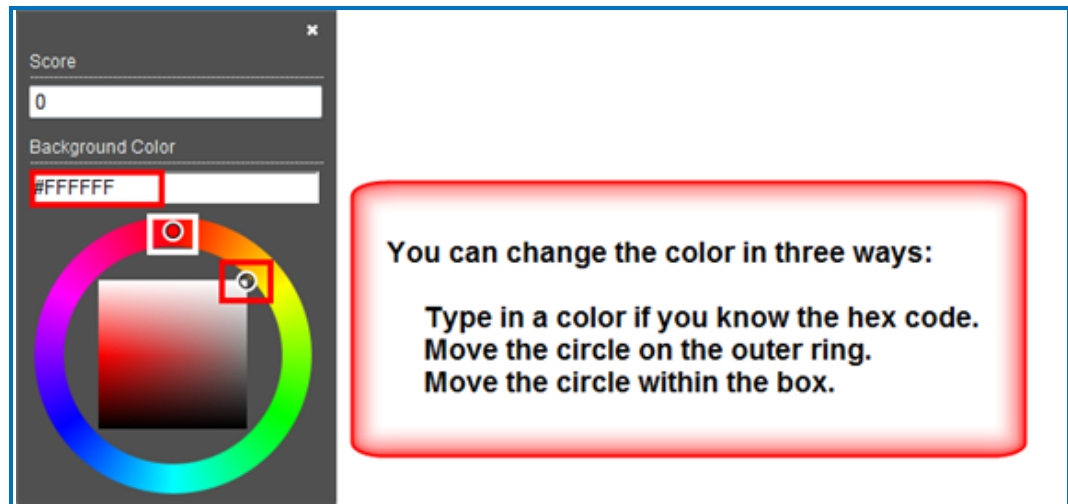 Score
0
Background Color
#FFFFFF
You can change the color in three ways:
Type in a color if you know the hex code.
Move the circle on the outer ring.
Move the circle within the box.